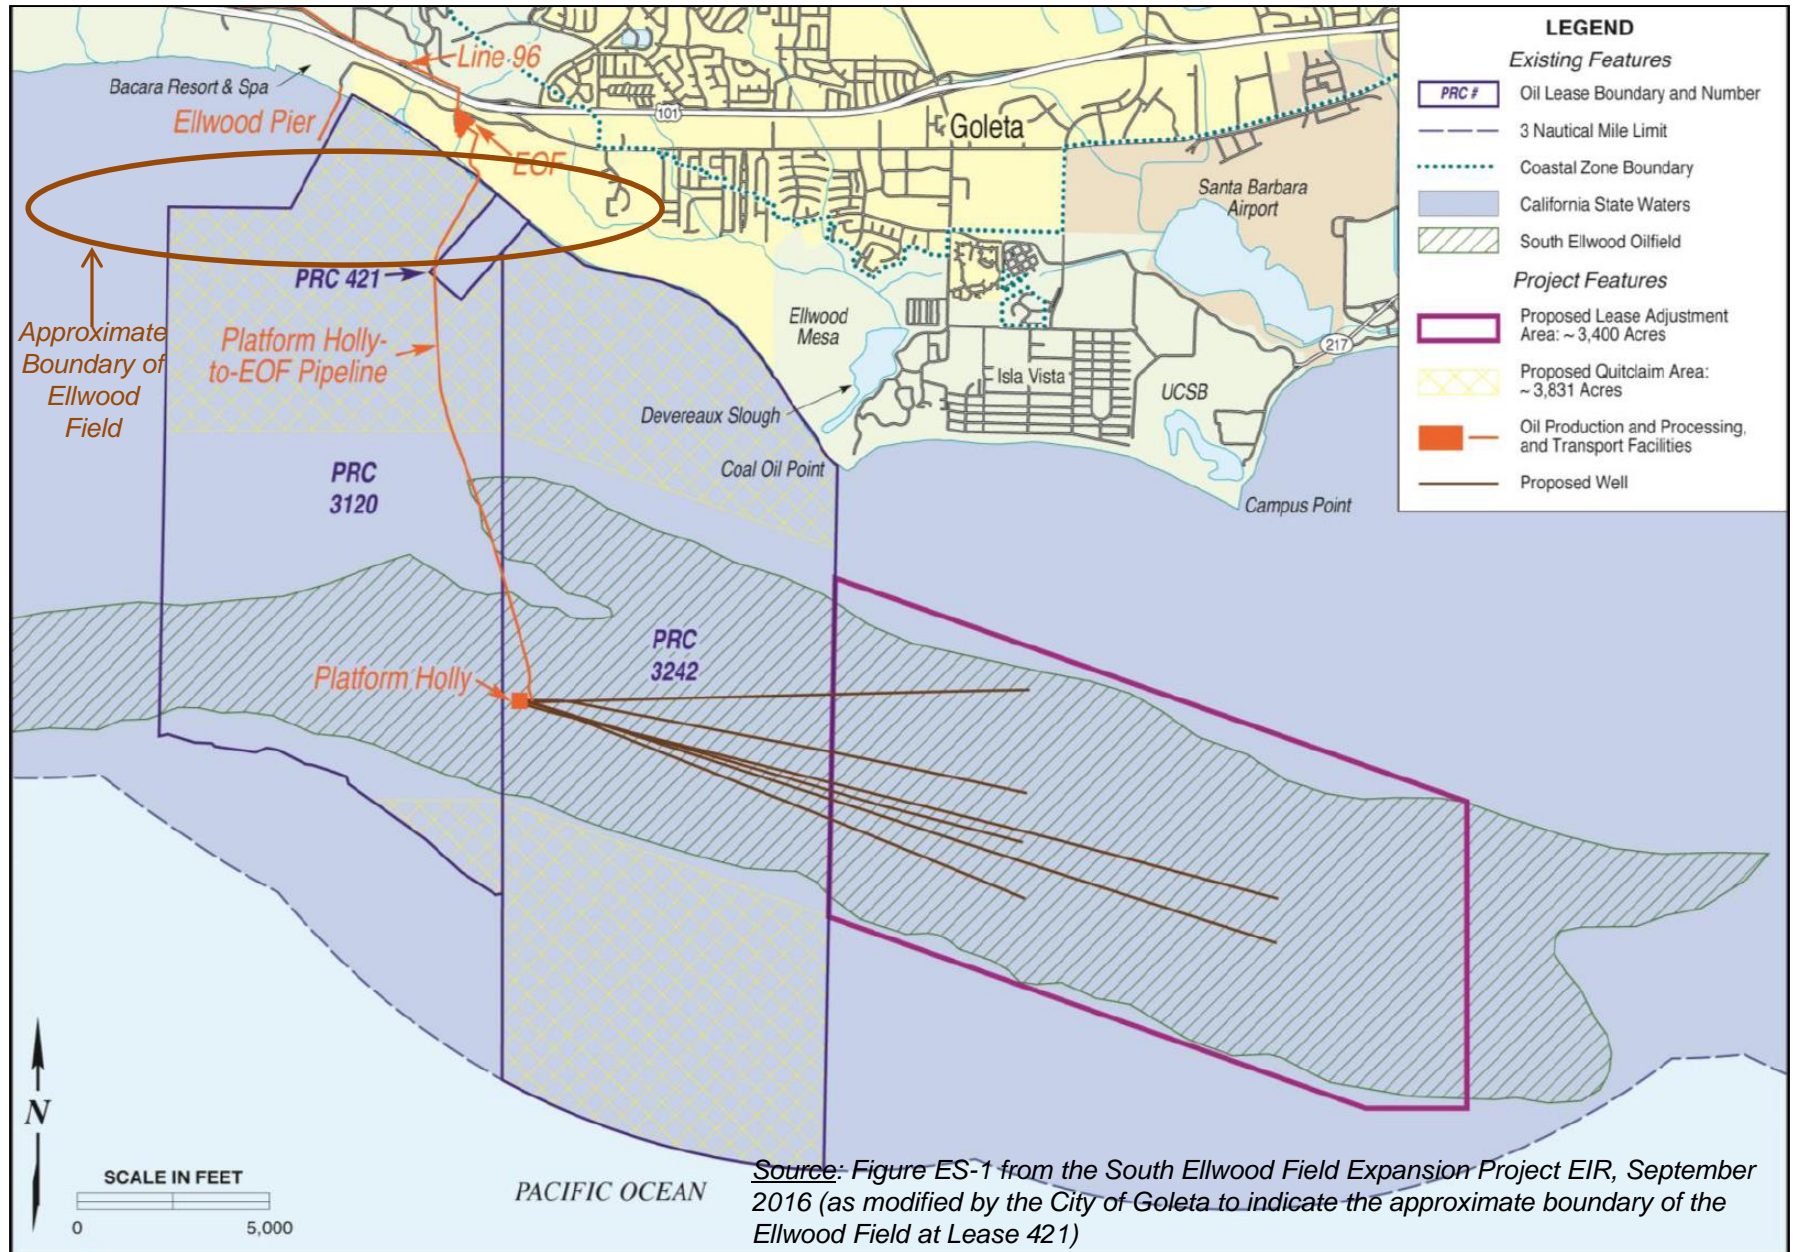 Line 96
Bacara Resort & Spa
Ellwood Pier
101
Goleta
EOF
Santa Barbara
Airport
PRC 421
Approximate
Boundary of
Ellwood
Field
Platform Holly-
to-EOF Pipeline
Ellwood
Mesa
217
Isla Vista
UCSB
Devereaux Slough
Coal Oil Point
Campus Point
PRC
3120
PRC
3242
Platform Holly
LEGEND
Existing Features
PRC #
Oil Lease Boundary and Number
3 Nautical Mile Limit
Coastal Zone Boundary
California State Waters
South Ellwood Oilfield
Project Features
Proposed Lease Adjustment
Area: ~ 3,400 Acres
Proposed Quitclaim Area:
~ 3,831 Acres
Oil Production and Processing,
and Transport Facilities
Proposed Well
N
SCALE IN FEET
0 5,000
PACIFIC OCEAN
Source: Figure ES-1 from the South Ellwood Field Expansion Project EIR, September
2016 (as modified by the City of Goleta to indicate the approximate boundary of the
Ellwood Field at Lease 421)